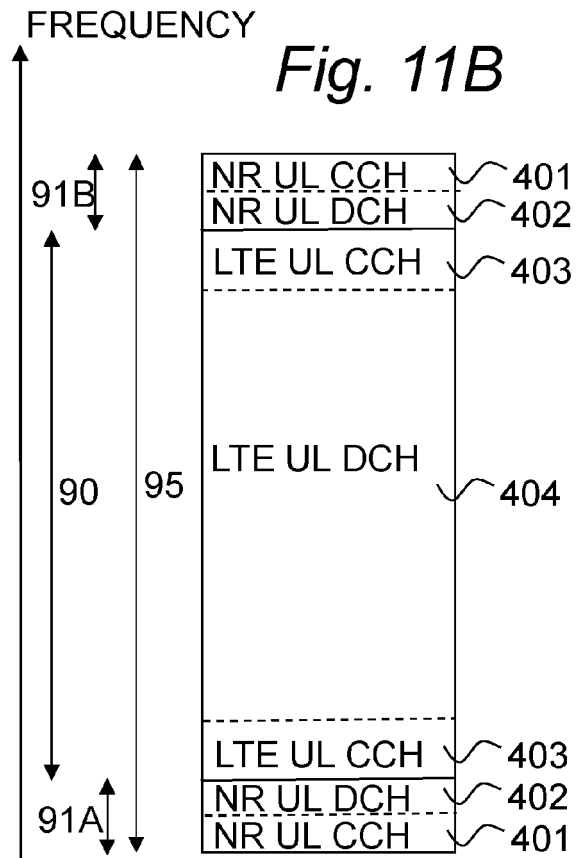 FREQUENCY
Fig. 11B
91B
NR UL CCH 401
NR UL DCH 402
LTE UL CCH 403
90
95
LTE UL DCH 404
LTE UL CCH 403
91A
NR UL DCH 402
NR UL CCH 401